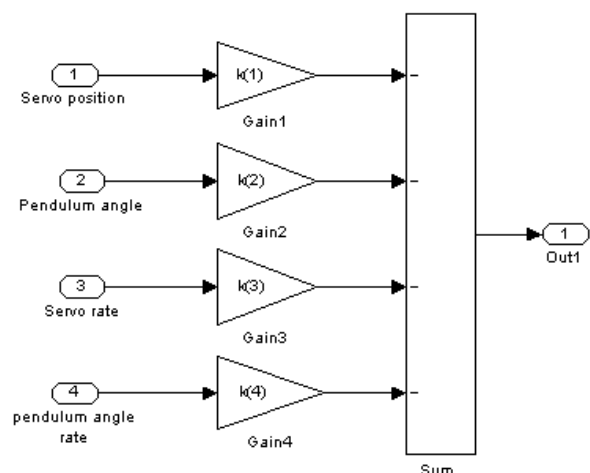 1
Servo position
k(1)
Gain1
2
Pendulum angle
k(2)
Gain2
3
Servo rate
k(3)
Gain3
4
pendulum angle
rate
k(4)
Gain4
–
–
–
–
Sum
1
Out1